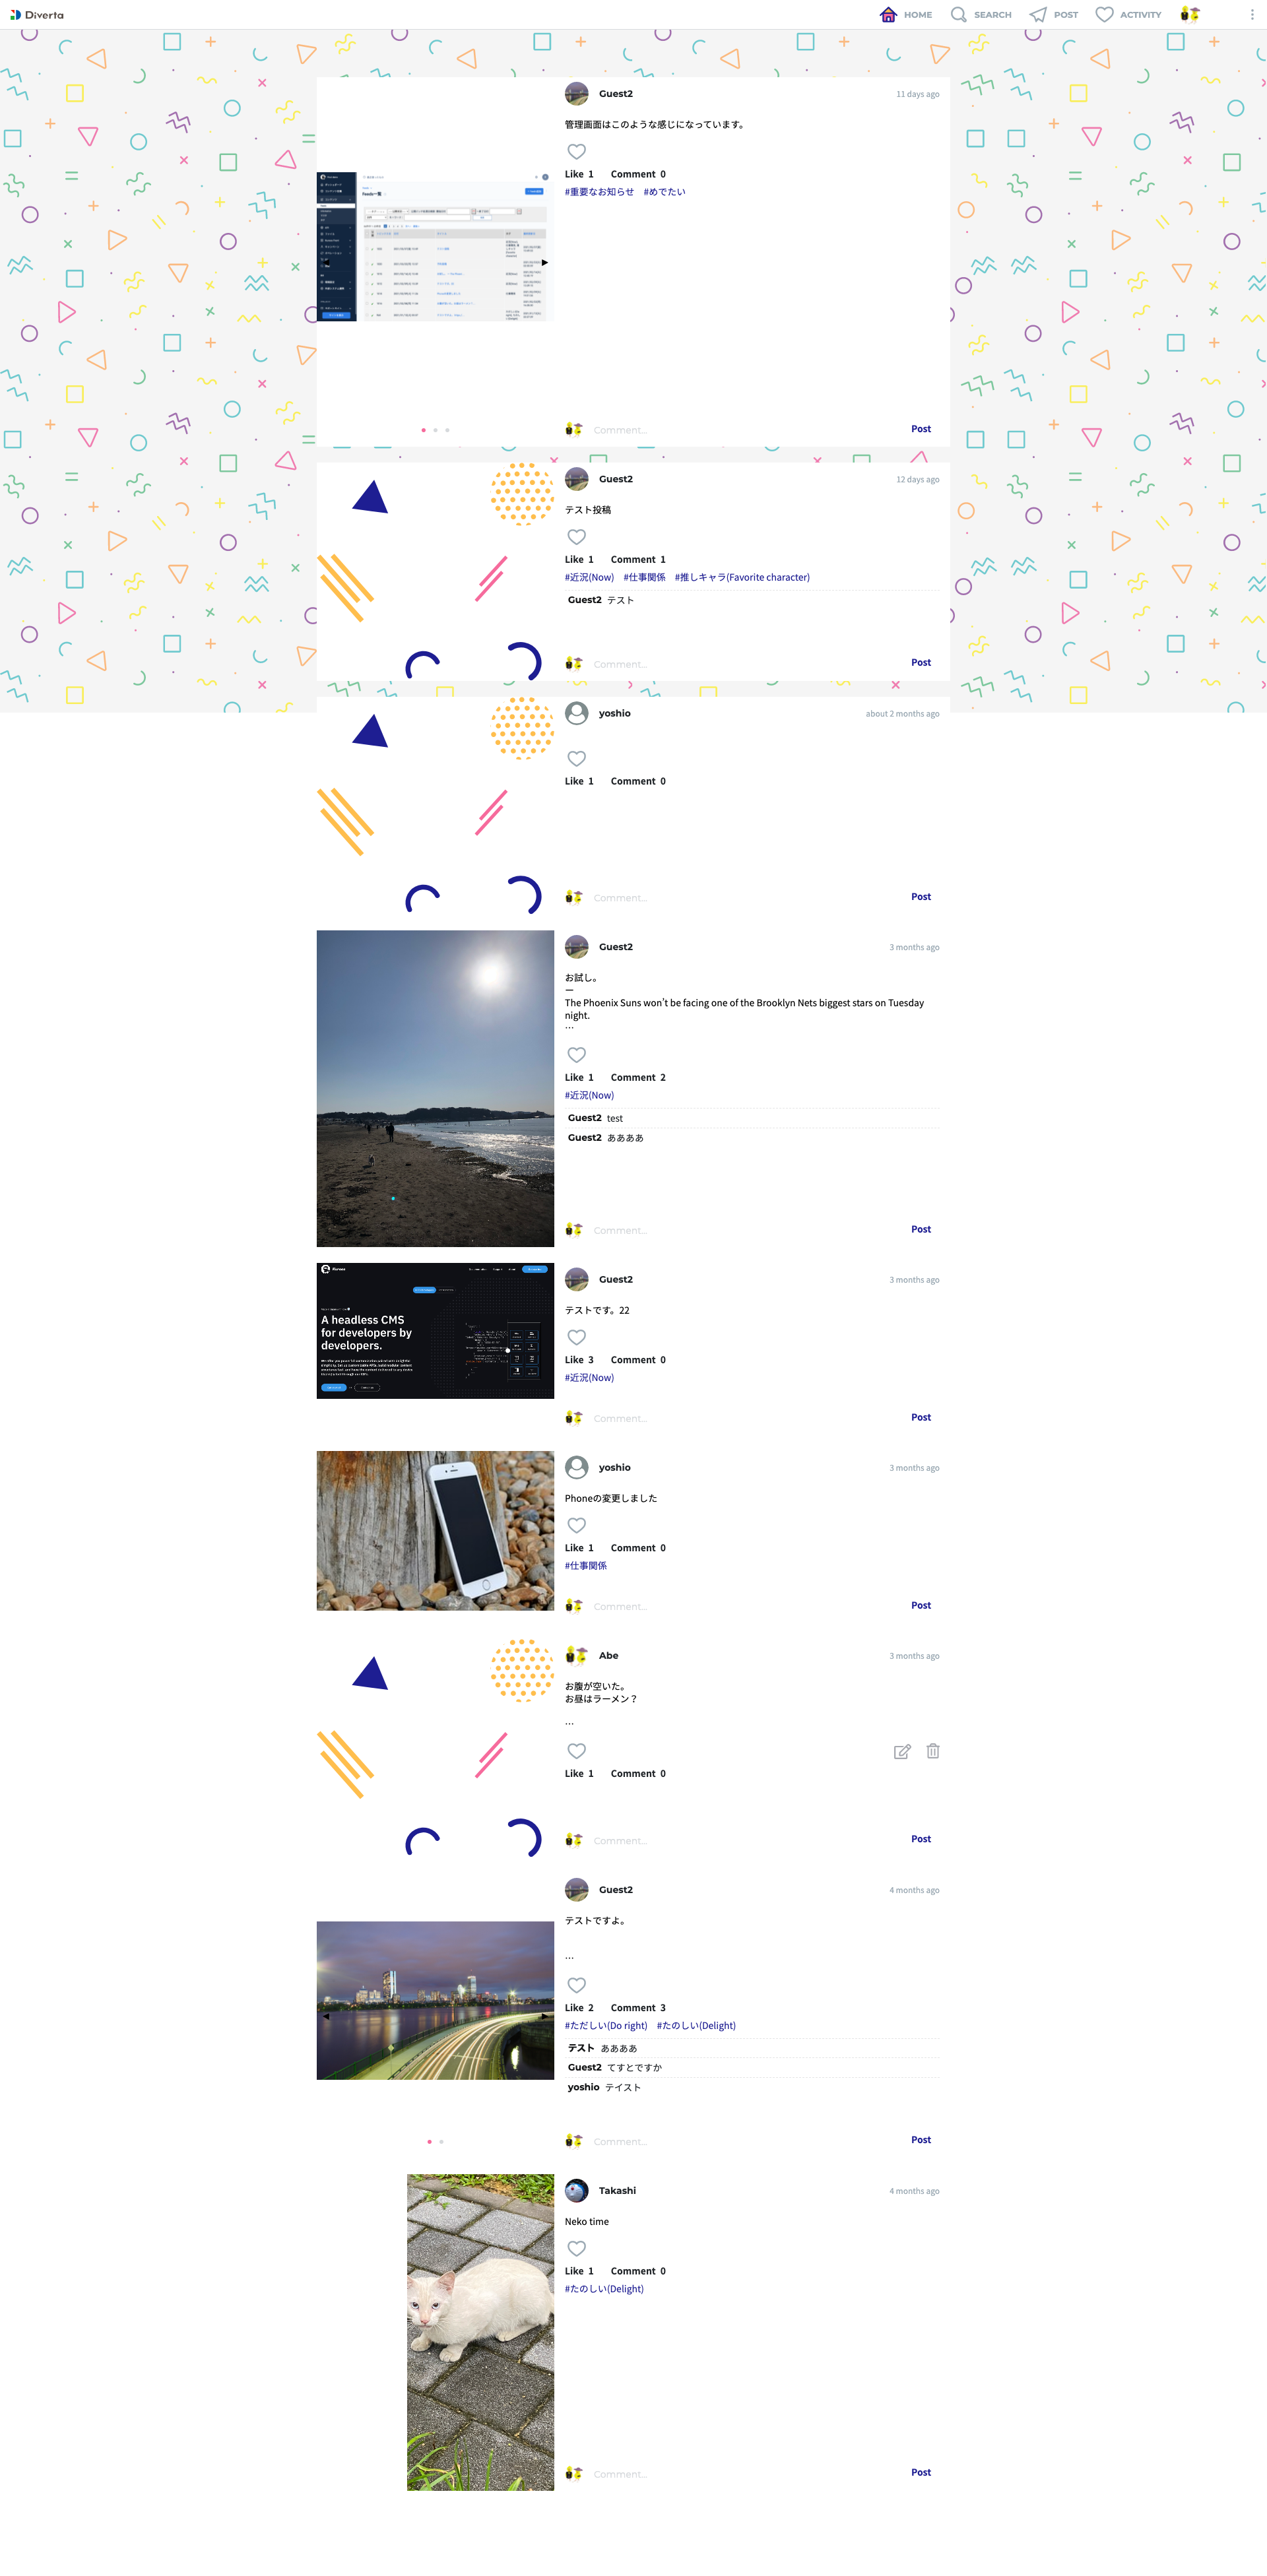 Diverta
HOME
SEARCH
POST
ACTIVITY
Guest2
11 days ago
管理画面はこのような感じになっています。
Like 1 Comment 0
#重要なお知らせ #めでたい
Comment...
Post
Guest2
12 days ago
テスト投稿
Like 1 Comment 1
#近況(Now) #仕事関係 #推しキャラ(Favorite character)
Guest2 テスト
Comment...
Post
yoshio
about 2 months ago
Like 1 Comment 0
Comment...
Post
Guest2
3 months ago
お試し。
—
The Phoenix Suns won't be facing one of the Brooklyn Nets biggest stars on Tuesday
night.
…
Like 1 Comment 2
#近況(Now)
Guest2 test
Guest2 ああああ
Comment...
Post
A headless CMS
for developers by
developers.
Guest2
3 months ago
テストです。22
Like 3 Comment 0
#近況(Now)
Comment...
Post
yoshio
3 months ago
Phoneの変更しました
Like 1 Comment 0
#仕事関係
Comment...
Post
Abe
3 months ago
お腹が空いた。
お昼はラーメン？
…
Like 1 Comment 0
Comment...
Post
Guest2
4 months ago
テストですよ。
…
Like 2 Comment 3
#ただしい(Do right) #たのしい(Delight)
テスト ああああ
Guest2 てすとですか
yoshio テイスト
Comment...
Post
Takashi
4 months ago
Neko time
Like 1 Comment 0
#たのしい(Delight)
Comment...
Post